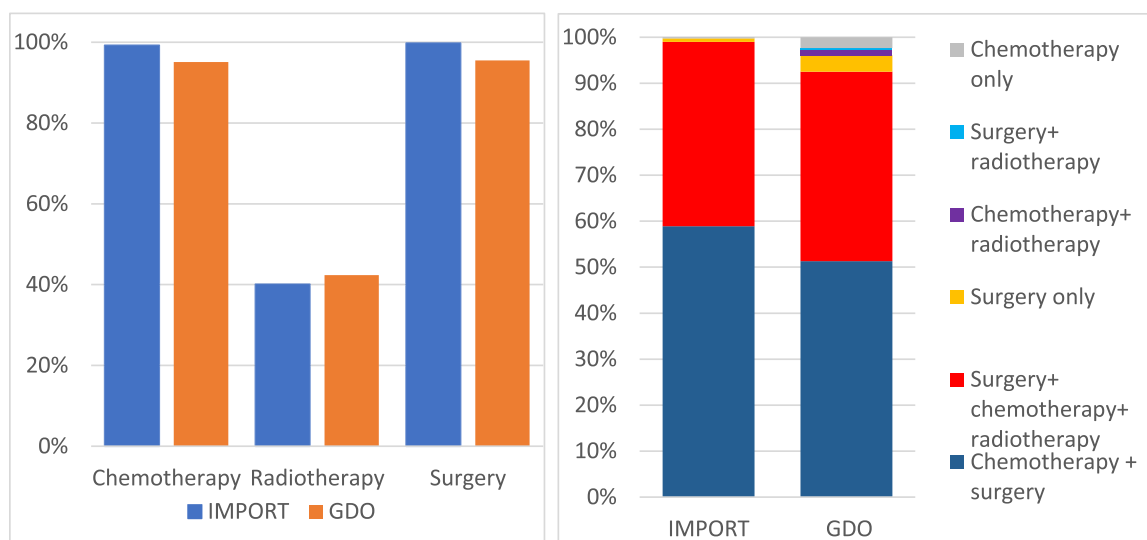 100%
80%
60%
40%
20%
0%
Chemotherapy Radiotherapy Surgery
IMPORT GDO
100%
90%
80%
70%
60%
50%
40%
30%
20%
10%
0%
IMPORT GDO
Chemotherapy
only
Surgery+
radiotherapy
Chemotherapy+
radiotherapy
Surgery only
Surgery+
chemotherapy+
radiotherapy
Chemotherapy +
surgery